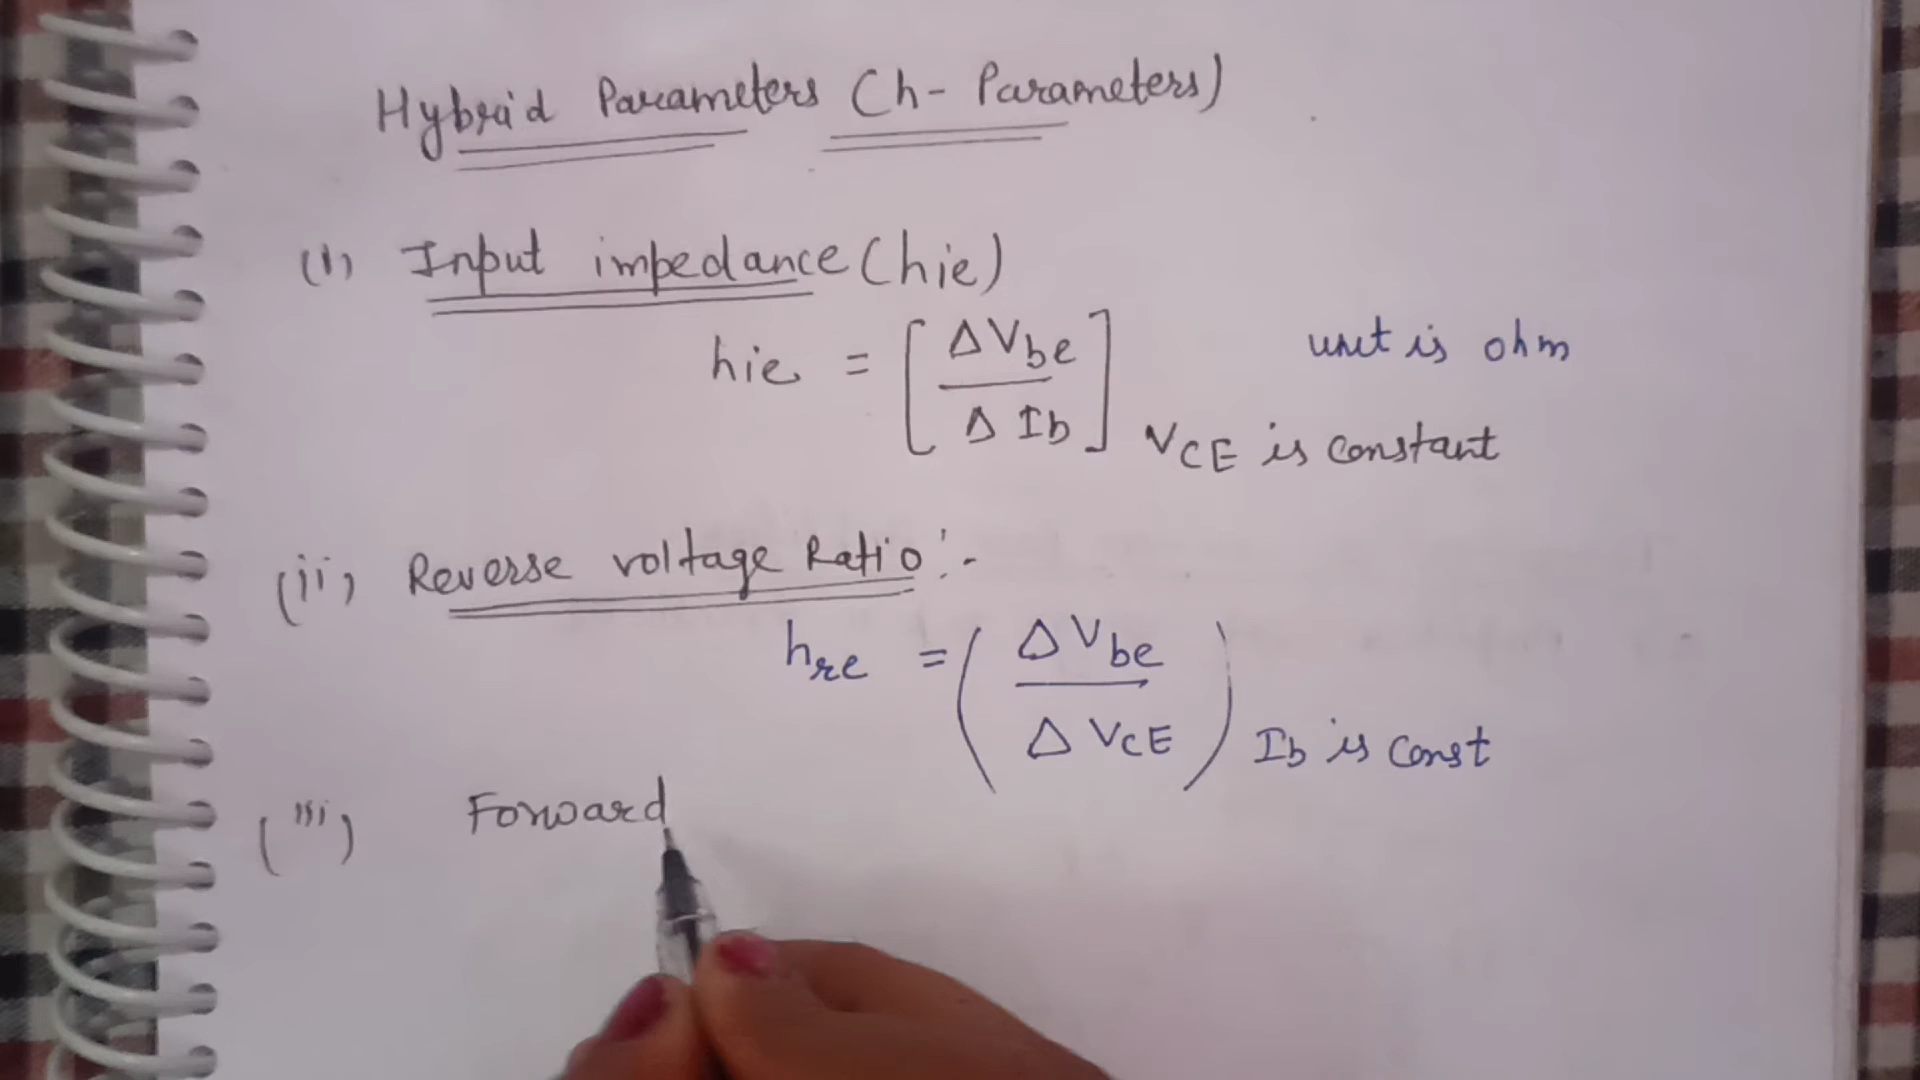 Hybrid Parameters (h- Parameters)
(i) Input impedance (hie)
hie = [ΔVbe / ΔIb] VCE is constant
unit is ohm
(ii) Reverse voltage Ratio :-
hre = (ΔVbe / ΔVCE) Ib is const
(iii) Forward